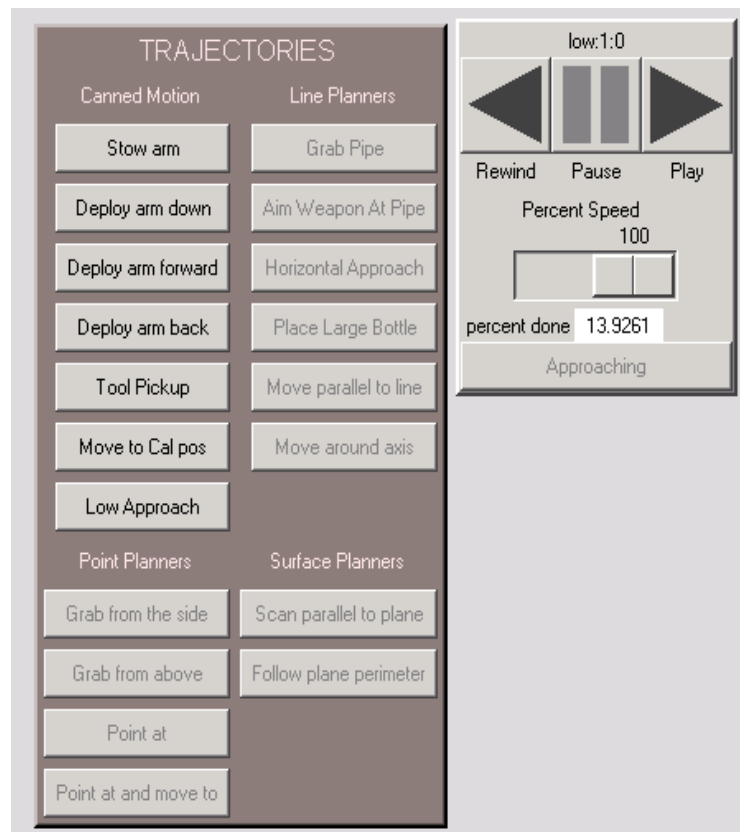 TRAJECTORIES
Canned Motion
Line Planners
Stow arm
Grab Pipe
Deploy arm down
Aim Weapon At Pipe
Deploy arm forward
Horizontal Approach
Deploy arm back
Place Large Bottle
Tool Pickup
Move parallel to line
Move to Cal pos
Move around axis
Low Approach
Point Planners
Surface Planners
Grab from the side
Scan parallel to plane
Grab from above
Follow plane perimeter
Point at
Point at and move to
low:1:0
Rewind
Pause
Play
Percent Speed
100
percent done 13.9261
Approaching